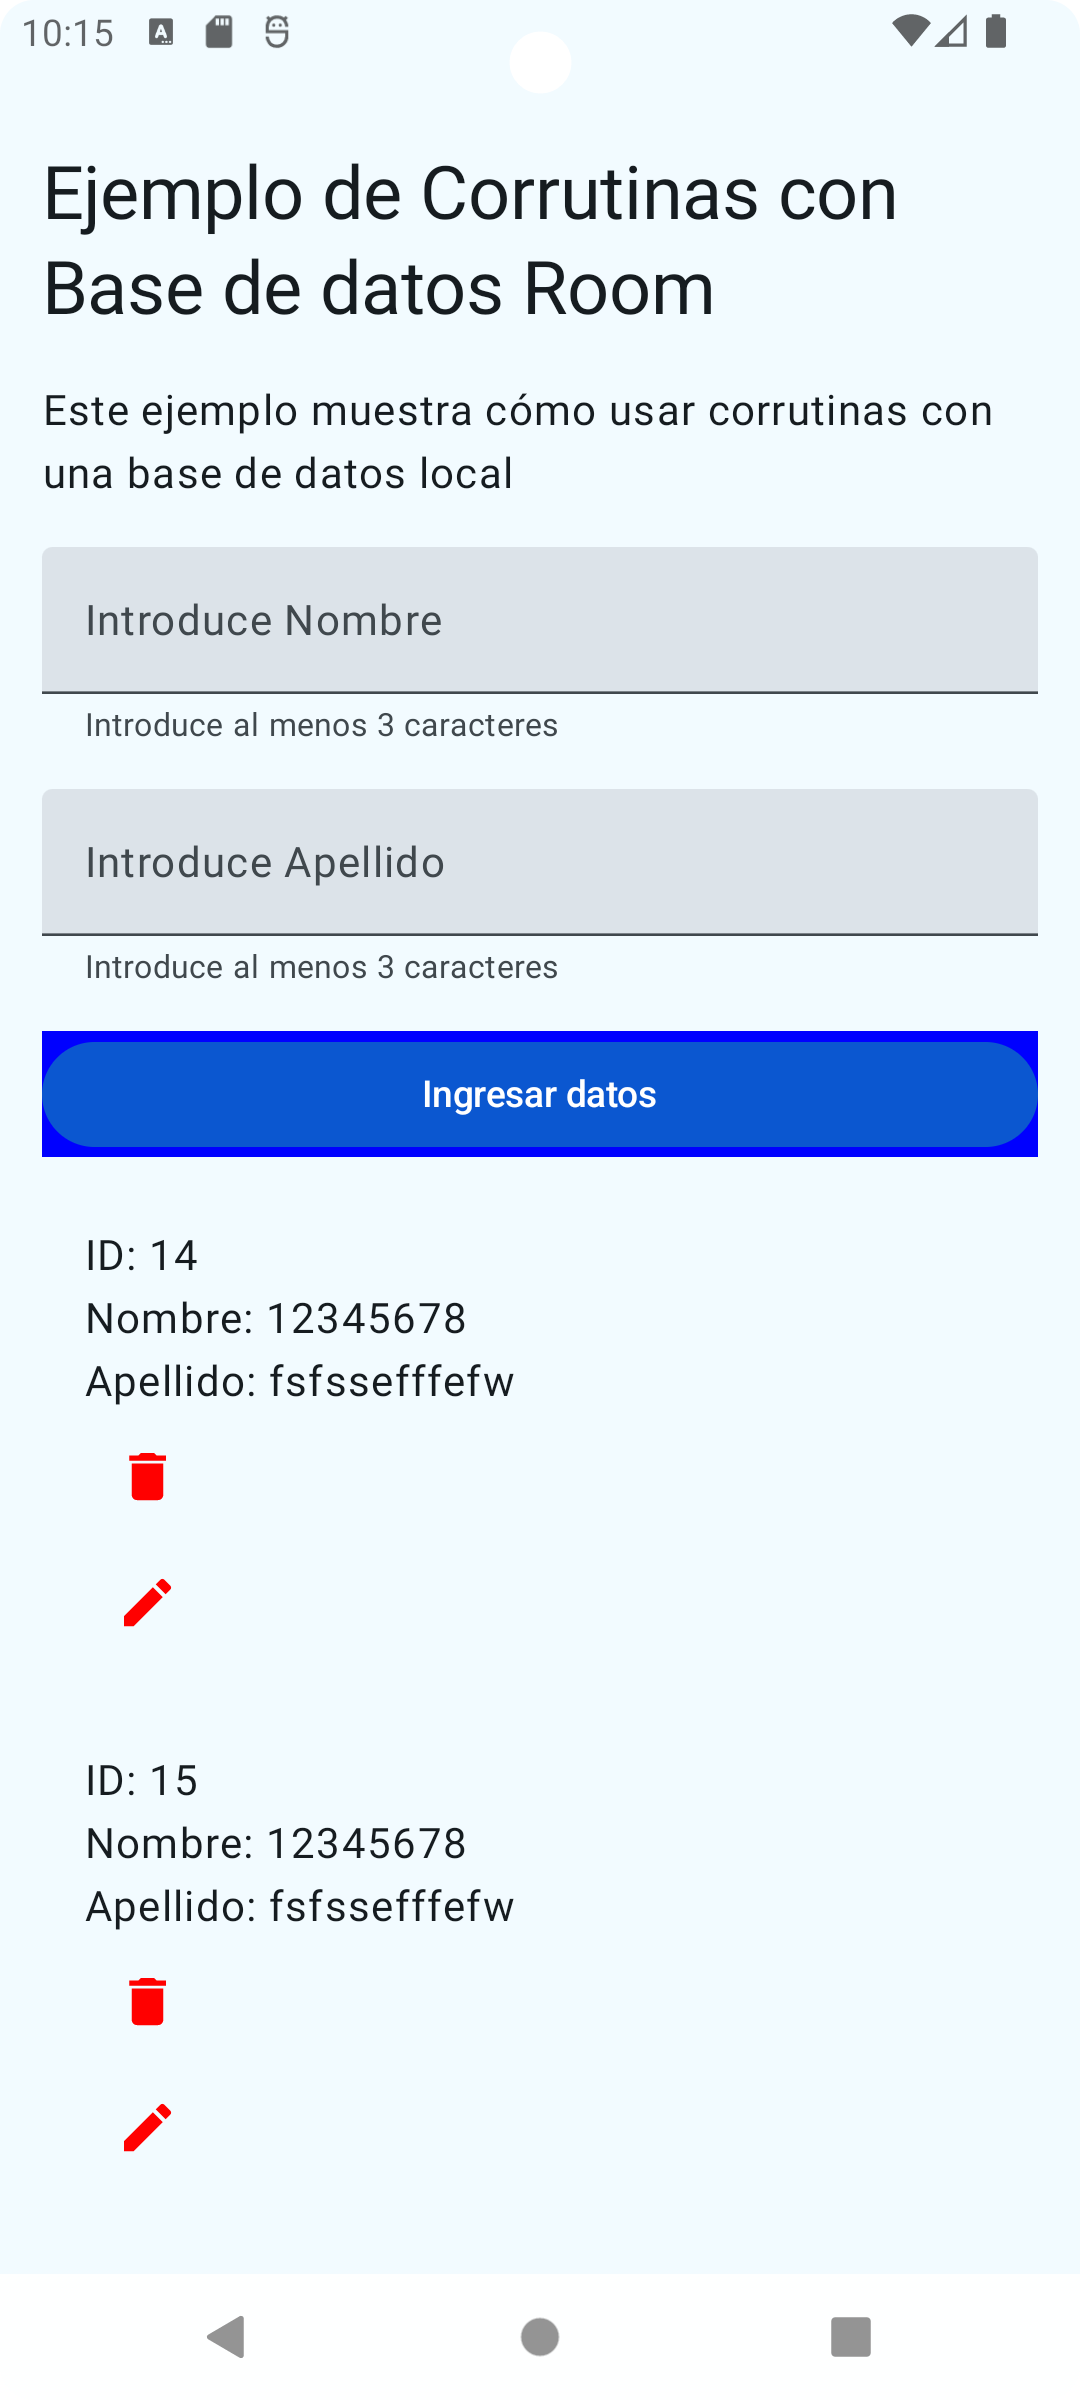 10:15
Ejemplo de Corrutinas con
Base de datos Room
Este ejemplo muestra cómo usar corrutinas con
una base de datos local
Introduce Nombre
Introduce al menos 3 caracteres
Introduce Apellido
Introduce al menos 3 caracteres
Ingresar datos
ID: 14
Nombre: 12345678
Apellido: fsfssefffefw
ID: 15
Nombre: 12345678
Apellido: fsfssefffefw